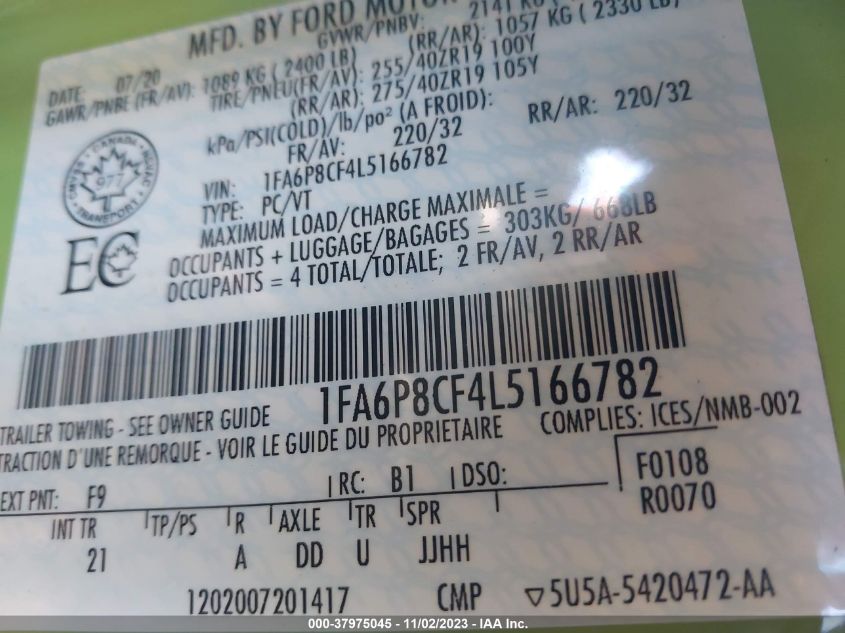 MFD. BY FORD MOTOR
GVWR/PNBV: 2141 KG
DATE: 07/20
GAWR/PNBE (FR/AV): 1089 KG ( 2400 LB) (RR/AR): 1057 KG ( 2330 LB)
TIRE/PNEU(FR/AV): 255/40ZR19 100Y
(RR/AR): 275/40ZR19 105Y
kPa/PSI(COLD)/lb/po² (A FROID):
FR/AV: 220/32 RR/AR: 220/32
VIN: 1FA6P8CF4L5166782
TYPE: PC/VT
MAXIMUM LOAD/CHARGE MAXIMALE =
OCCUPANTS + LUGGAGE/BAGAGES = 303KG/ 668LB
OCCUPANTS = 4 TOTAL/TOTALE; 2 FR/AV, 2 RR/AR
CANADA
977
TRANSPORT
EC
1FA6P8CF4L5166782
TRAILER TOWING - SEE OWNER GUIDE
COMPLIES: ICES/NMB-002
TRACTION D'UNE REMORQUE - VOIR LE GUIDE DU PROPRIETAIRE
EXT PNT: F9 RC: B1 DSO: F0108
R0070
INT TR TP/PS R AXLE TR SPR
21 A DD U JJHH
1202007201417 CMP ▽5U5A-5420472-AA
000-37975045 - 11/02/2023 - IAA Inc.